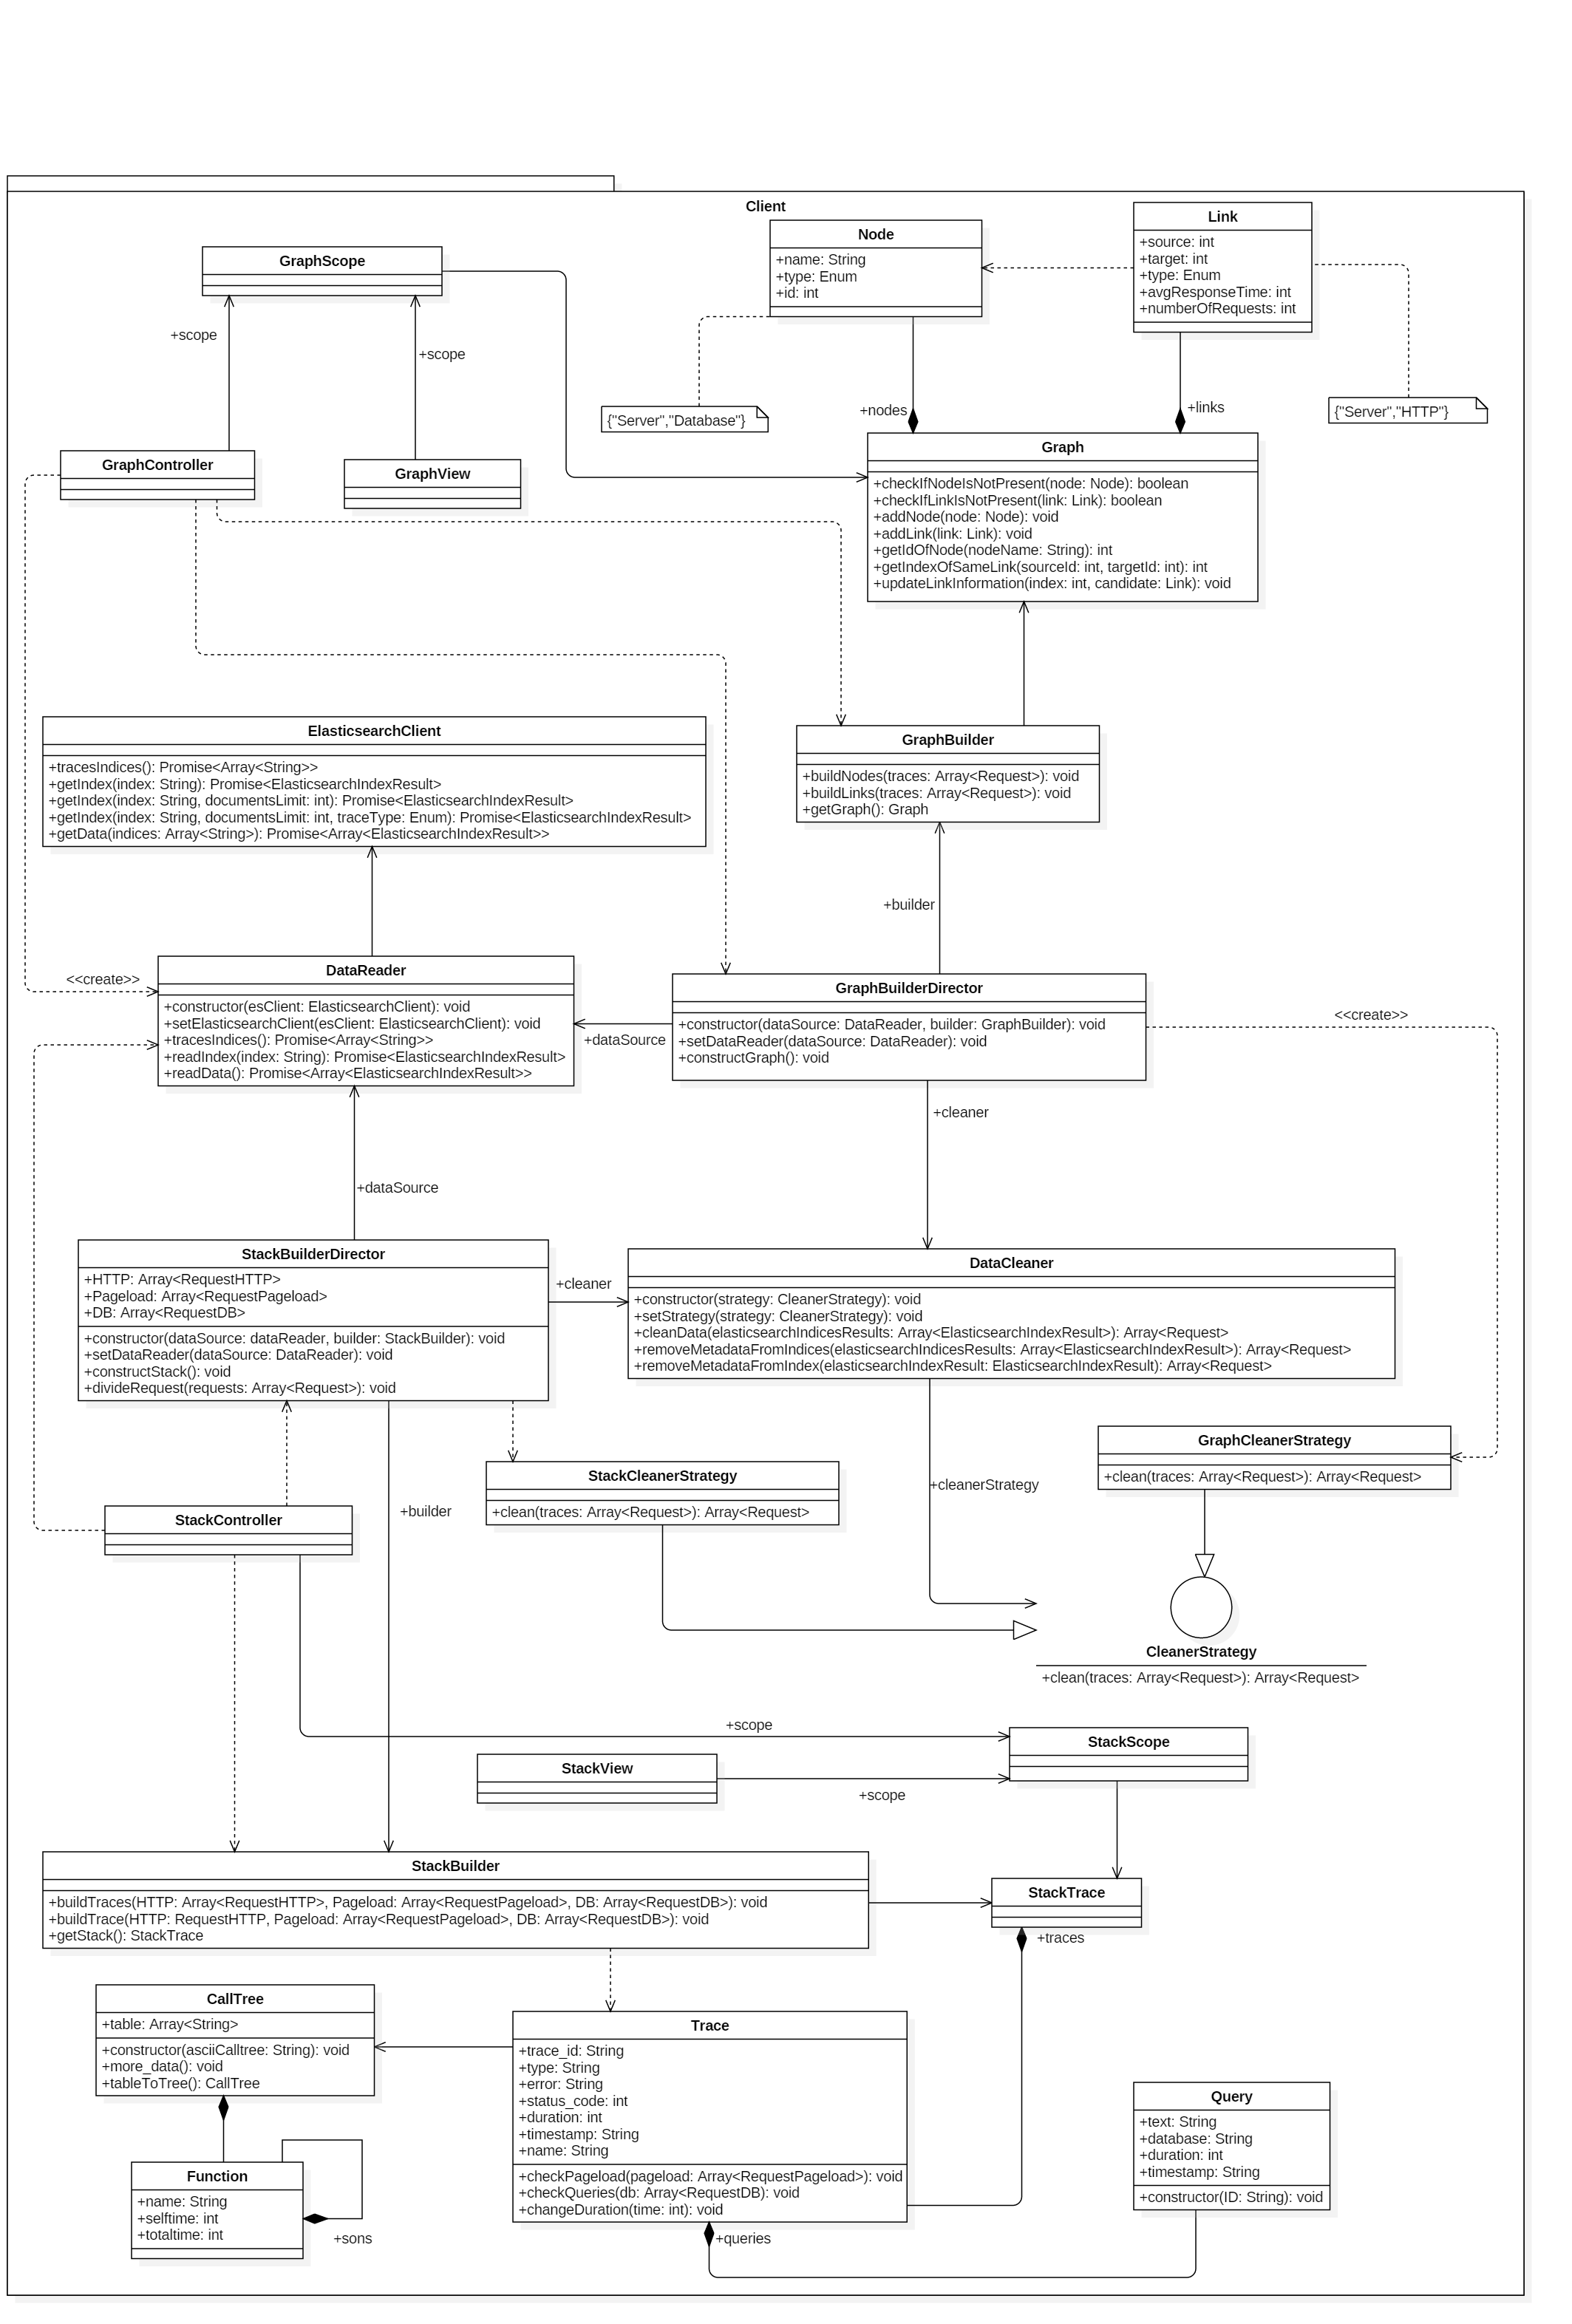 Client
GraphScope
Node
+name: String
+type: Enum
+id: int
Link
+source: int
+target: int
+type: Enum
+avgResponseTime: int
+numberOfRequests: int
+scope
+scope
{"Server","Database"}
+nodes
+links
{"Server","HTTP"}
GraphController
GraphView
Graph
+checkIfNodeIsNotPresent(node: Node): boolean
+checkIfLinkIsNotPresent(link: Link): boolean
+addNode(node: Node): void
+addLink(link: Link): void
+getIdOfNode(nodeName: String): int
+getIndexOfSameLink(sourceId: int, targetId: int): int
+updateLinkInformation(index: int, candidate: Link): void
ElasticsearchClient
+tracesIndices(): Promise<Array<String>>
+getIndex(index: String): Promise<ElasticsearchIndexResult>
+getIndex(index: String, documentsLimit: int): Promise<ElasticsearchIndexResult>
+getIndex(index: String, documentsLimit: int, traceType: Enum): Promise<ElasticsearchIndexResult>
+getData(indices: Array<String>): Promise<Array<ElasticsearchIndexResult>>
GraphBuilder
+buildNodes(traces: Array<Request>): void
+buildLinks(traces: Array<Request>): void
+getGraph(): Graph
+builder
<<create>>
DataReader
+constructor(esClient: ElasticsearchClient): void
+setElasticsearchClient(esClient: ElasticsearchClient): void
+tracesIndices(): Promise<Array<String>>
+readIndex(index: String): Promise<ElasticsearchIndexResult>
+readData(): Promise<Array<ElasticsearchIndexResult>>
+dataSource
GraphBuilderDirector
+constructor(dataSource: DataReader, builder: GraphBuilder): void
+setDataReader(dataSource: DataReader): void
+constructGraph(): void
<<create>>
+cleaner
+dataSource
StackBuilderDirector
+HTTP: Array<RequestHTTP>
+Pageload: Array<RequestPageload>
+DB: Array<RequestDB>
+constructor(dataSource: dataReader, builder: StackBuilder): void
+setDataReader(dataSource: DataReader): void
+constructStack(): void
+divideRequest(requests: Array<Request>): void
+cleaner
DataCleaner
+constructor(strategy: CleanerStrategy): void
+setStrategy(strategy: CleanerStrategy): void
+cleanData(elasticsearchIndicesResults: Array<ElasticsearchIndexResult>): Array<Request>
+removeMetadataFromIndices(elasticsearchIndicesResults: Array<ElasticsearchIndexResult>): Array<Request>
+removeMetadataFromIndex(elasticsearchIndexResult: ElasticsearchIndexResult): Array<Request>
StackCleanerStrategy
+clean(traces: Array<Request>): Array<Request>
+cleanerStrategy
GraphCleanerStrategy
+clean(traces: Array<Request>): Array<Request>
+builder
StackController
CleanerStrategy
+clean(traces: Array<Request>): Array<Request>
+scope
StackScope
StackView
+scope
StackBuilder
+buildTraces(HTTP: Array<RequestHTTP>, Pageload: Array<RequestPageload>, DB: Array<RequestDB>): void
+buildTrace(HTTP: RequestHTTP, Pageload: Array<RequestPageload>, DB: Array<RequestDB>): void
+getStack(): StackTrace
StackTrace
+traces
CallTree
+table: Array<String>
+constructor(asciiCalltree: String): void
+more_data(): void
+tableToTree(): CallTree
Trace
+trace_id: String
+type: String
+error: String
+status_code: int
+duration: int
+timestamp: String
+name: String
+checkPageload(pageload: Array<RequestPageload>): void
+checkQueries(db: Array<RequestDB): void
+changeDuration(time: int): void
Query
+text: String
+database: String
+duration: int
+timestamp: String
+constructor(ID: String): void
Function
+name: String
+selftime: int
+totaltime: int
+sons
+queries